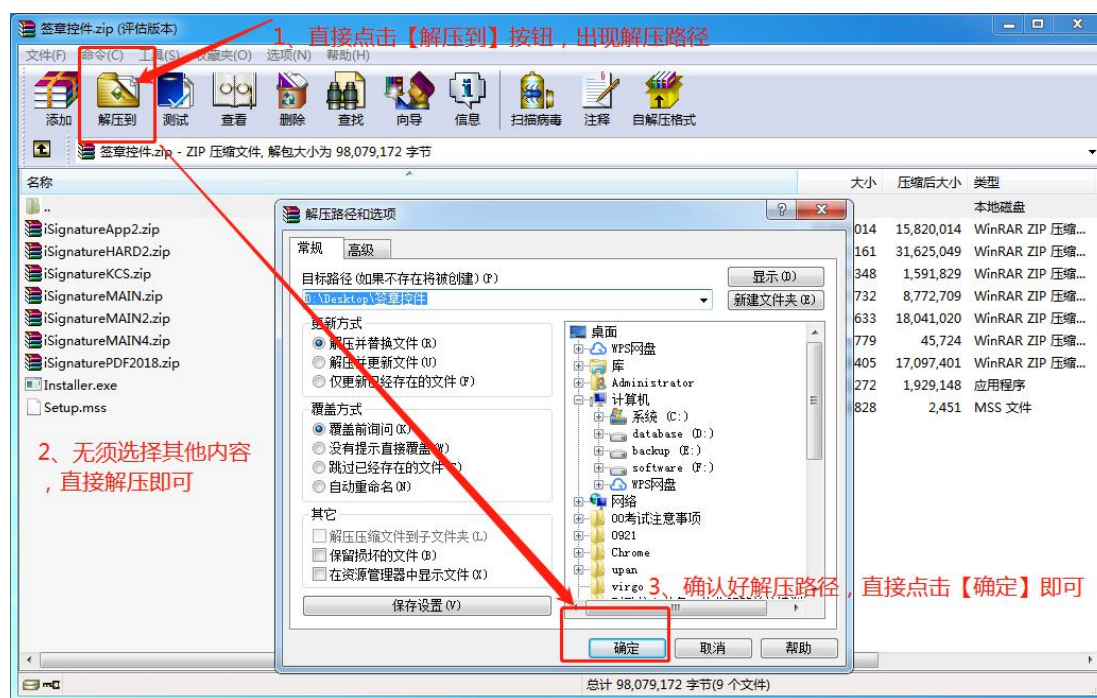 签章控件.zip (评估版本)
1、直接点击【解压到】按钮，出现解压路径
文件(F) 命令(C) 工具(S) 收藏夹(O) 选项(N) 帮助(H)
添加 解压到 测试 查看 删除 查找 向导 信息 扫描病毒 注释 自解压格式
签章控件.zip - ZIP 压缩文件, 解包大小为 98,079,172 字节
名称 大小 压缩后大小 类型
.. 本地磁盘
iSignatureApp2.zip 014 15,820,014 WinRAR ZIP 压缩...
iSignatureHARD2.zip 161 31,625,049 WinRAR ZIP 压缩...
iSignatureKCS.zip 348 1,591,829 WinRAR ZIP 压缩...
iSignatureMAIN.zip 732 8,772,709 WinRAR ZIP 压缩...
iSignatureMAIN2.zip 633 18,041,020 WinRAR ZIP 压缩...
iSignatureMAIN4.zip 779 45,724 WinRAR ZIP 压缩...
iSignaturePDF2018.zip 405 17,097,401 WinRAR ZIP 压缩...
Installer.exe 272 1,929,148 应用程序
Setup.mss 828 2,451 MSS 文件
2、无须选择其他内容
，直接解压即可
解压路径和选项
常规 高级
目标路径(如果不存在将被创建)(P)
显示(D)
D:\Desktop\签章控件
新建文件夹(E)
更新方式
解压并替换文件(R)
解压并更新文件(U)
仅更新已经存在的文件(F)
覆盖方式
覆盖前询问(K)
没有提示直接覆盖(W)
跳过已经存在的文件
自动重命名(N)
其它
解压压缩文件到子文件夹(L)
保留损坏的文件(B)
在资源管理器中显示文件(X)
保存设置(V)
桌面
WPS网盘
库
Administrator
计算机
系统 (C:)
database (D:)
backup (E:)
software (F:)
WPS网盘
网络
00考试注意事项
0921
Chrome
upan
virgo
3、确认好解压路径，直接点击【确定】即可
确定 取消 帮助
总计 98,079,172 字节(9 个文件)